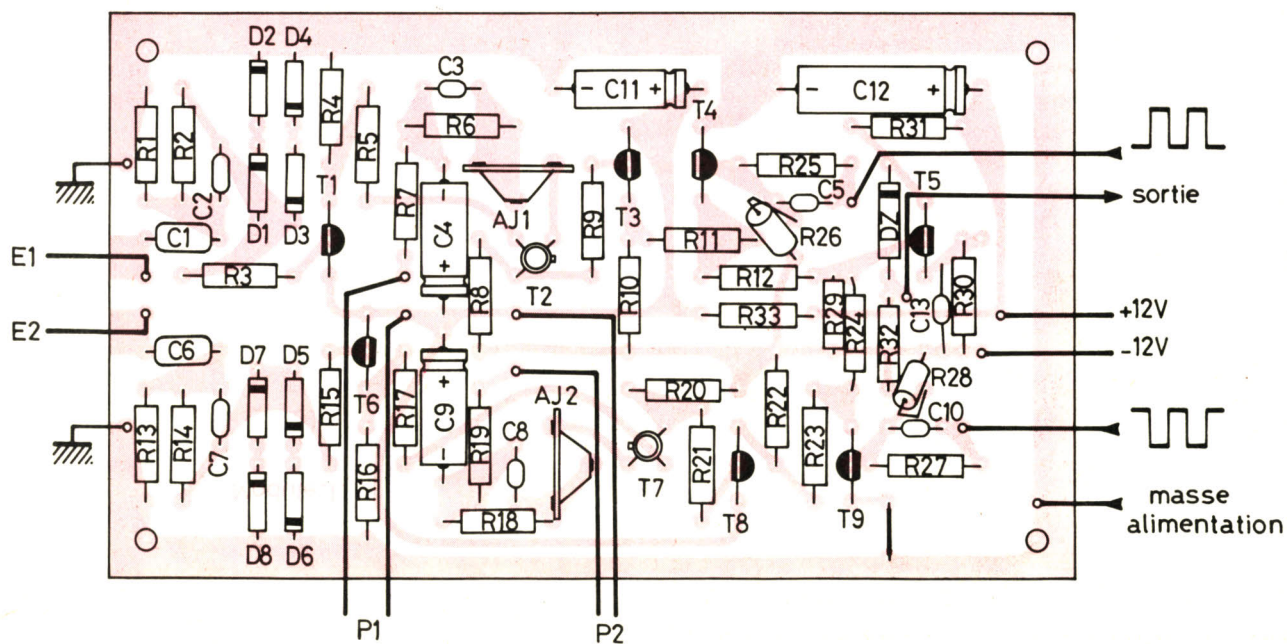 D2 D4
C3
C11
- +
T4
C12
- +
R1
R2
R4
R5
R6
R31
R25
T1
R7
C2
C5
T5
sortie
AJ1
R9
T3
D1 D3
C1
C4
+
R11
R26
DZ
E1
R3
T2
R8
R10
R12
R29
R24
C13
R30
R33
R32
+12V
E2
-12V
C6
D7 D5
R15
T6
R17
C9
+
AJ2
R20
R22
R28
C10
R13
R14
C7
R16
R19
C8
T7
R21
R23
R27
R18
T8
T9
masse
alimentation
D8 D6
P1
P2